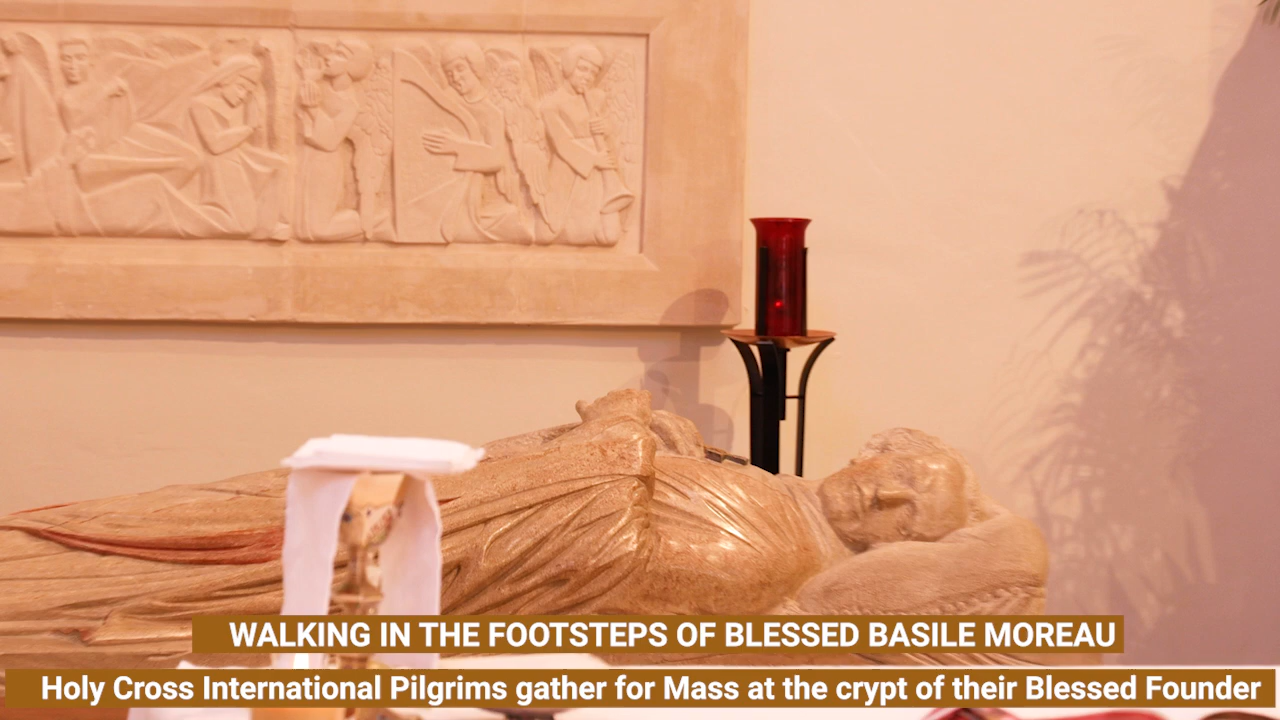 WALKING IN THE FOOTSTEPS OF BLESSED BASILE MOREAU
Holy Cross International Pilgrims gather for Mass at the crypt of their Blessed Founder